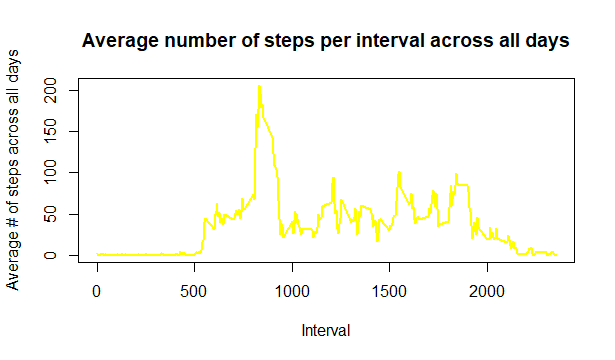 Average number of steps per interval across all days
Average # of steps across all days
200
150
100
50
0
0 500 1000 1500 2000
Interval